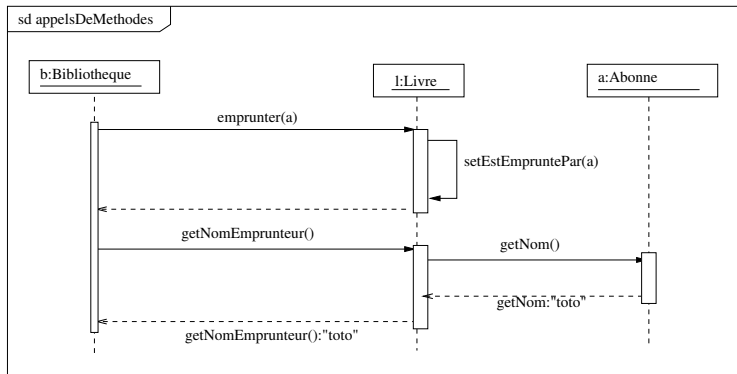 sd appelsDeMethodes
b:Bibliotheque
l:Livre
a:Abonne
emprunter(a)
setEstEmpruntePar(a)
getNomEmprunteur()
getNom()
getNom:"toto"
getNomEmprunteur():"toto"